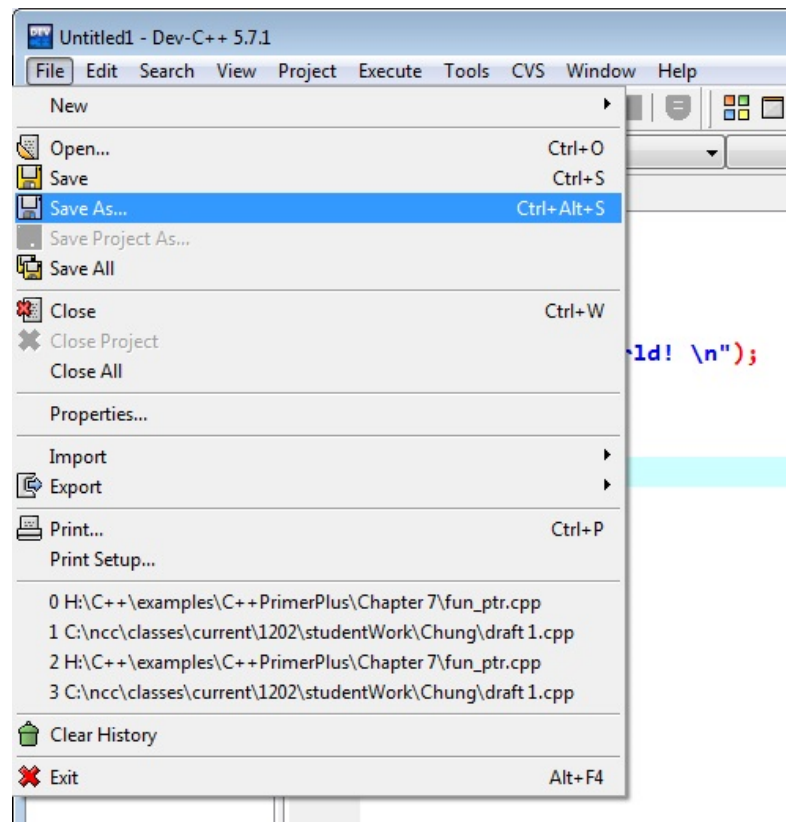 Untitled1 - Dev-C++ 5.7.1
File Edit Search View Project Execute Tools CVS Window Help
New
Open... Ctrl+O
Save Ctrl+S
Save As... Ctrl+Alt+S
Save Project As...
Save All
Close Ctrl+W
Close Project
Close All
ld! \n");
Properties...
Import
Export
Print... Ctrl+P
Print Setup...
0 H:\C++\examples\C++PrimerPlus\Chapter 7\fun_ptr.cpp
1 C:\ncc\classes\current\1202\studentWork\Chung\draft 1.cpp
2 H:\C++\examples\C++PrimerPlus\Chapter 7\fun_ptr.cpp
3 C:\ncc\classes\current\1202\studentWork\Chung\draft 1.cpp
Clear History
Exit Alt+F4